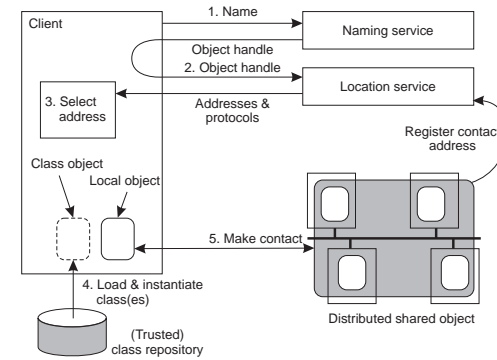 Client
1. Name
Naming service
Object handle
2. Object handle
Location service
3. Select
address
Addresses &
protocols
Register contact
address
Class object
Local object
5. Make contact
4. Load & instantiate
class(es)
Distributed shared object
(Trusted)
class repository